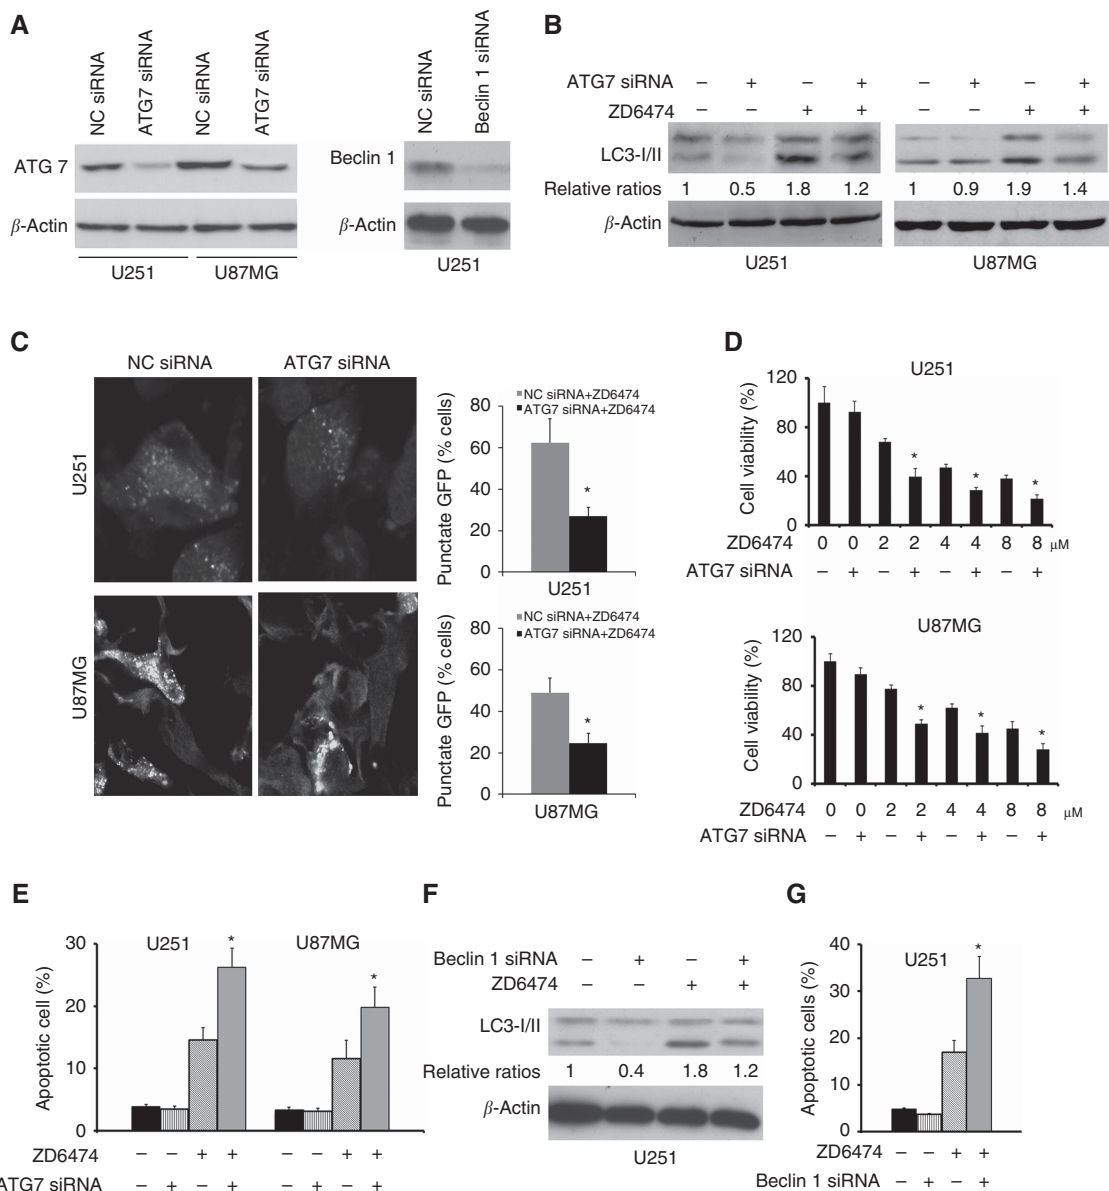 A
NC siRNA
ATG7 siRNA
NC siRNA
ATG7 siRNA
NC siRNA
Beclin 1 siRNA
ATG 7
Beclin 1
β-Actin
β-Actin
U251
U87MG
U251
B
ATG7 siRNA – + – + – + – +
ZD6474 – – + + – – + +
LC3-I/II
Relative ratios 1 0.5 1.8 1.2 1 0.9 1.9 1.4
β-Actin
U251
U87MG
C
NC siRNA
ATG7 siRNA
U251
U87MG
Punctate GFP (% cells)
NC siRNA+ZD6474
ATG7 siRNA+ZD6474
80
60
40
20
0
*
U251
Punctate GFP (% cells)
NC siRNA+ZD6474
ATG7 siRNA+ZD6474
80
60
40
20
0
*
U87MG
D
U251
Cell viability (%)
120
80
40
0
* * *
ZD6474 0 0 2 2 4 4 8 8 μM
ATG7 siRNA – + – + – + – +
U87MG
Cell viability (%)
120
80
40
0
* * *
ZD6474 0 0 2 2 4 4 8 8 μM
ATG7 siRNA – + – + – + – +
E
U251
U87MG
Apoptotic cell (%)
30
20
10
0
* *
ZD6474 – – + + – – + +
ATG7 siRNA – + – + – + – +
F
Beclin 1 siRNA – + – +
ZD6474 – – + +
LC3-I/II
Relative ratios 1 0.4 1.8 1.2
β-Actin
U251
G
U251
Apoptotic cells (%)
40
30
20
10
0
*
ZD6474 – – + +
Beclin 1 siRNA – + – +